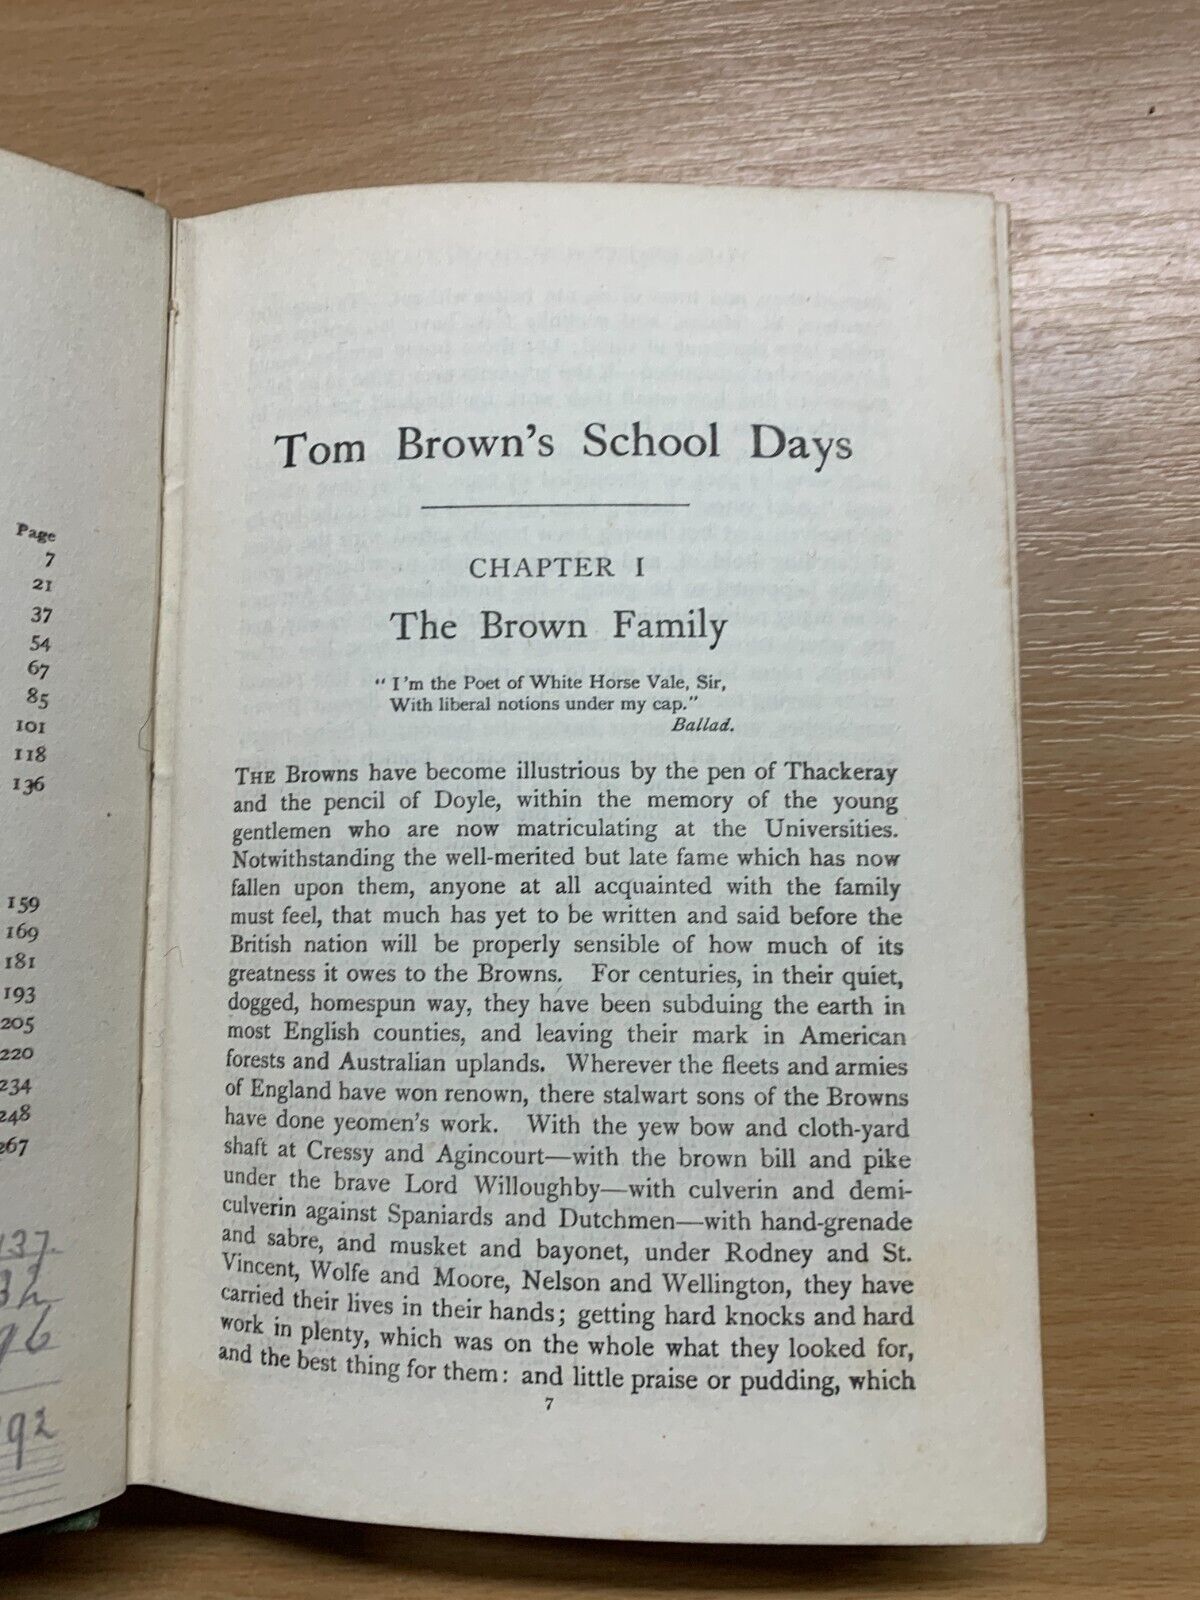 Page
7
21
37
54
67
85
101
118
136
159
169
181
193
205
220
234
248
267
137
92
Tom Brown's School Days
CHAPTER I
The Brown Family
"I'm the Poet of White Horse Vale, Sir,
With liberal notions under my cap."
Ballad.
THE Browns have become illustrious by the pen of Thackeray
and the pencil of Doyle, within the memory of the young
gentlemen who are now matriculating at the Universities.
Notwithstanding the well-merited but late fame which has now
fallen upon them, anyone at all acquainted with the family
must feel, that much has yet to be written and said before the
British nation will be properly sensible of how much of its
greatness it owes to the Browns. For centuries, in their quiet,
dogged, homespun way, they have been subduing the earth in
most English counties, and leaving their mark in American
forests and Australian uplands. Wherever the fleets and armies
of England have won renown, there stalwart sons of the Browns
have done yeomen's work. With the yew bow and cloth-yard
shaft at Cressy and Agincourt—with the brown bill and pike
under the brave Lord Willoughby—with culverin and demi-
culverin against Spaniards and Dutchmen—with hand-grenade
and sabre, and musket and bayonet, under Rodney and St.
Vincent, Wolfe and Moore, Nelson and Wellington, they have
carried their lives in their hands; getting hard knocks and hard
work in plenty, which was on the whole what they looked for,
and the best thing for them: and little praise or pudding, which
7